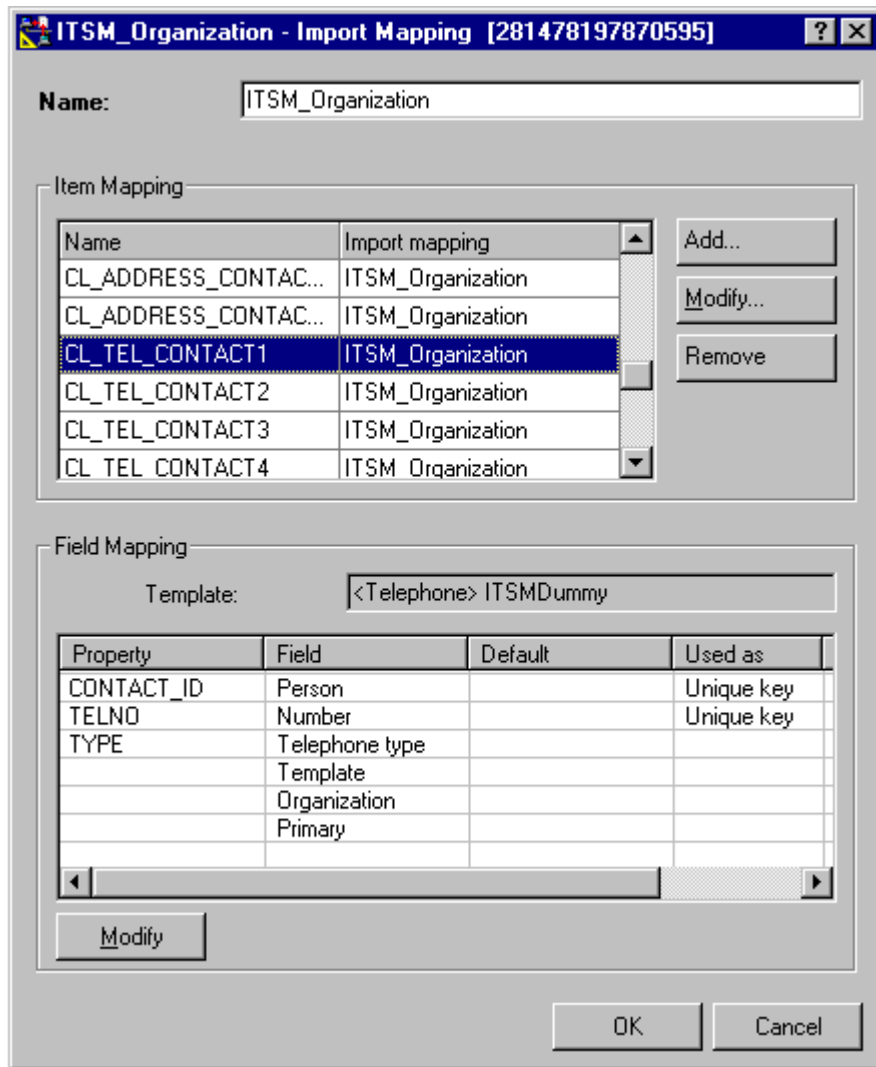 ITSM_Organization - Import Mapping [281478197870595]
Name: ITSM_Organization
Item Mapping
Name Import mapping
CL_ADDRESS_CONTAC... ITSM_Organization
CL_ADDRESS_CONTAC... ITSM_Organization
CL_TEL_CONTACT1 ITSM_Organization
CL_TEL_CONTACT2 ITSM_Organization
CL_TEL_CONTACT3 ITSM_Organization
CL_TEL_CONTACT4 ITSM_Organization
Add...
Modify...
Remove
Field Mapping
Template: <Telephone> ITSMDummy
Property Field Default Used as
CONTACT_ID Person Unique key
TELNO Number Unique key
TYPE Telephone type
Template
Organization
Primary
Modify
OK Cancel